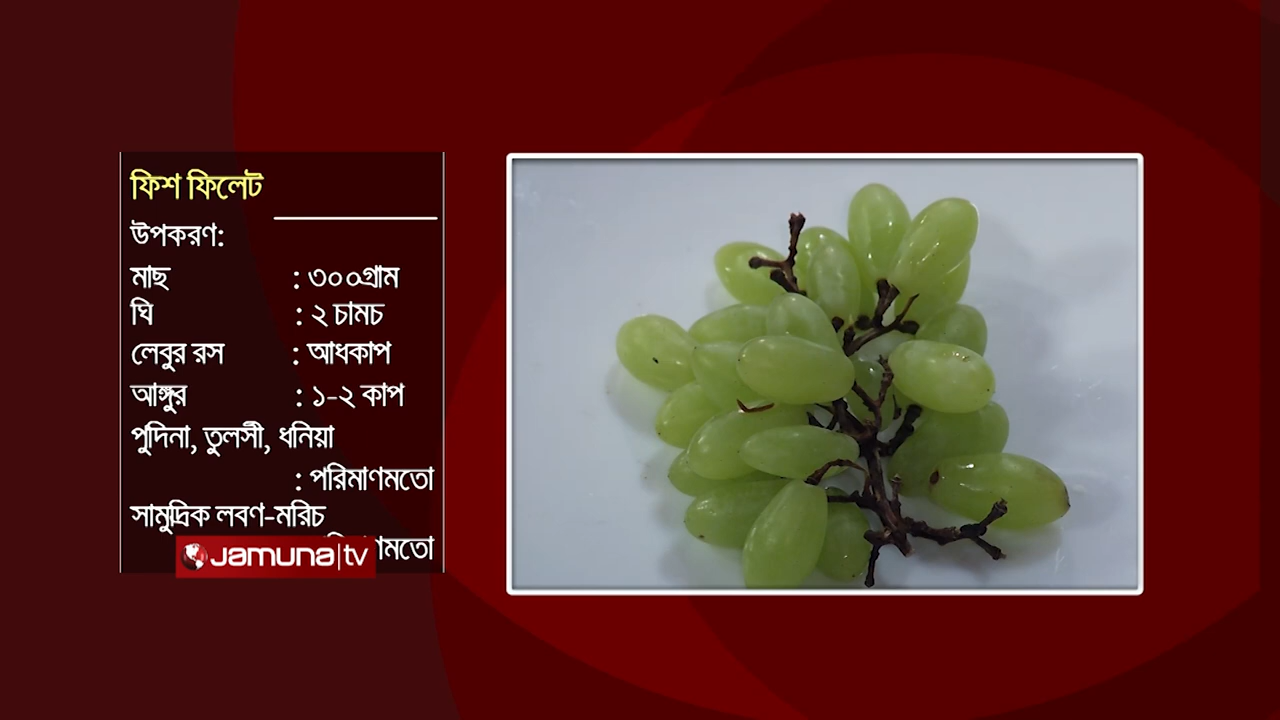 ফিশ ফিলেট
উপকরণ:
মাছ : ৩০০গ্রাম
ঘি : ২ চামচ
লেবুর রস : আধকাপ
আঙ্গুর : ১-২ কাপ
পুদিনা, তুলসী, ধনিয়া
: পরিমাণমতো
সামুদ্রিক লবণ-মরিচ
JAMUNA|tv